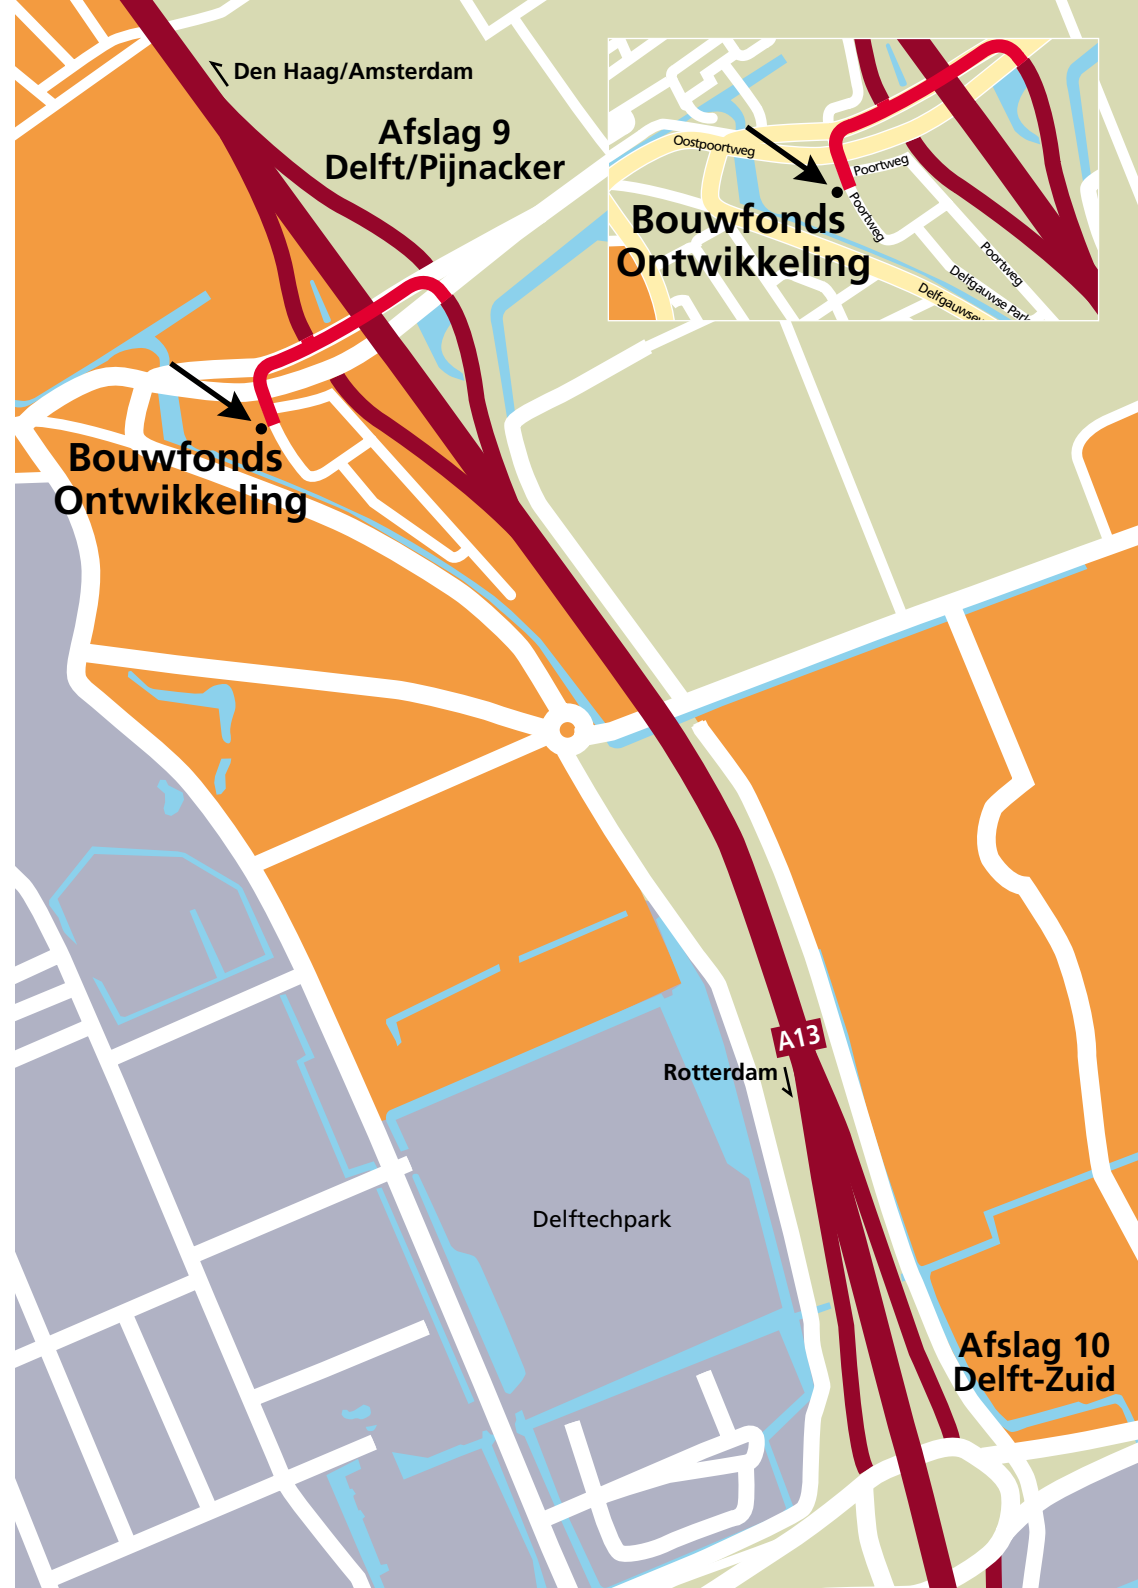 Den Haag/Amsterdam
Afslag 9
Delft/Pijnacker
Oostpoortweg
Poortweg
Poortweg
Poortweg
Delfgauwse
Bouwfonds
Ontwikkeling
Bouwfonds
Ontwikkeling
A13
Rotterdam
Delftechpark
Afslag 10
Delft-Zuid